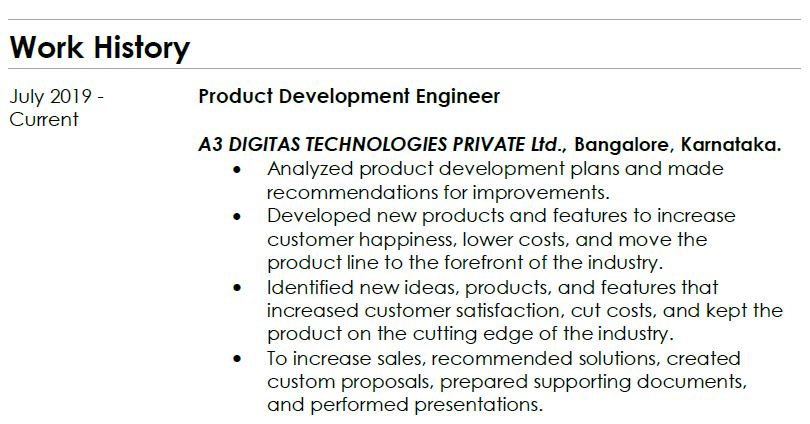 Work History
July 2019 -
Current
Product Development Engineer
A3 DIGITAS TECHNOLOGIES PRIVATE Ltd., Bangalore, Karnataka.
• Analyzed product development plans and made
recommendations for improvements.
• Developed new products and features to increase
customer happiness, lower costs, and move the
product line to the forefront of the industry.
• Identified new ideas, products, and features that
increased customer satisfaction, cut costs, and kept the
product on the cutting edge of the industry.
• To increase sales, recommended solutions, created
custom proposals, prepared supporting documents,
and performed presentations.